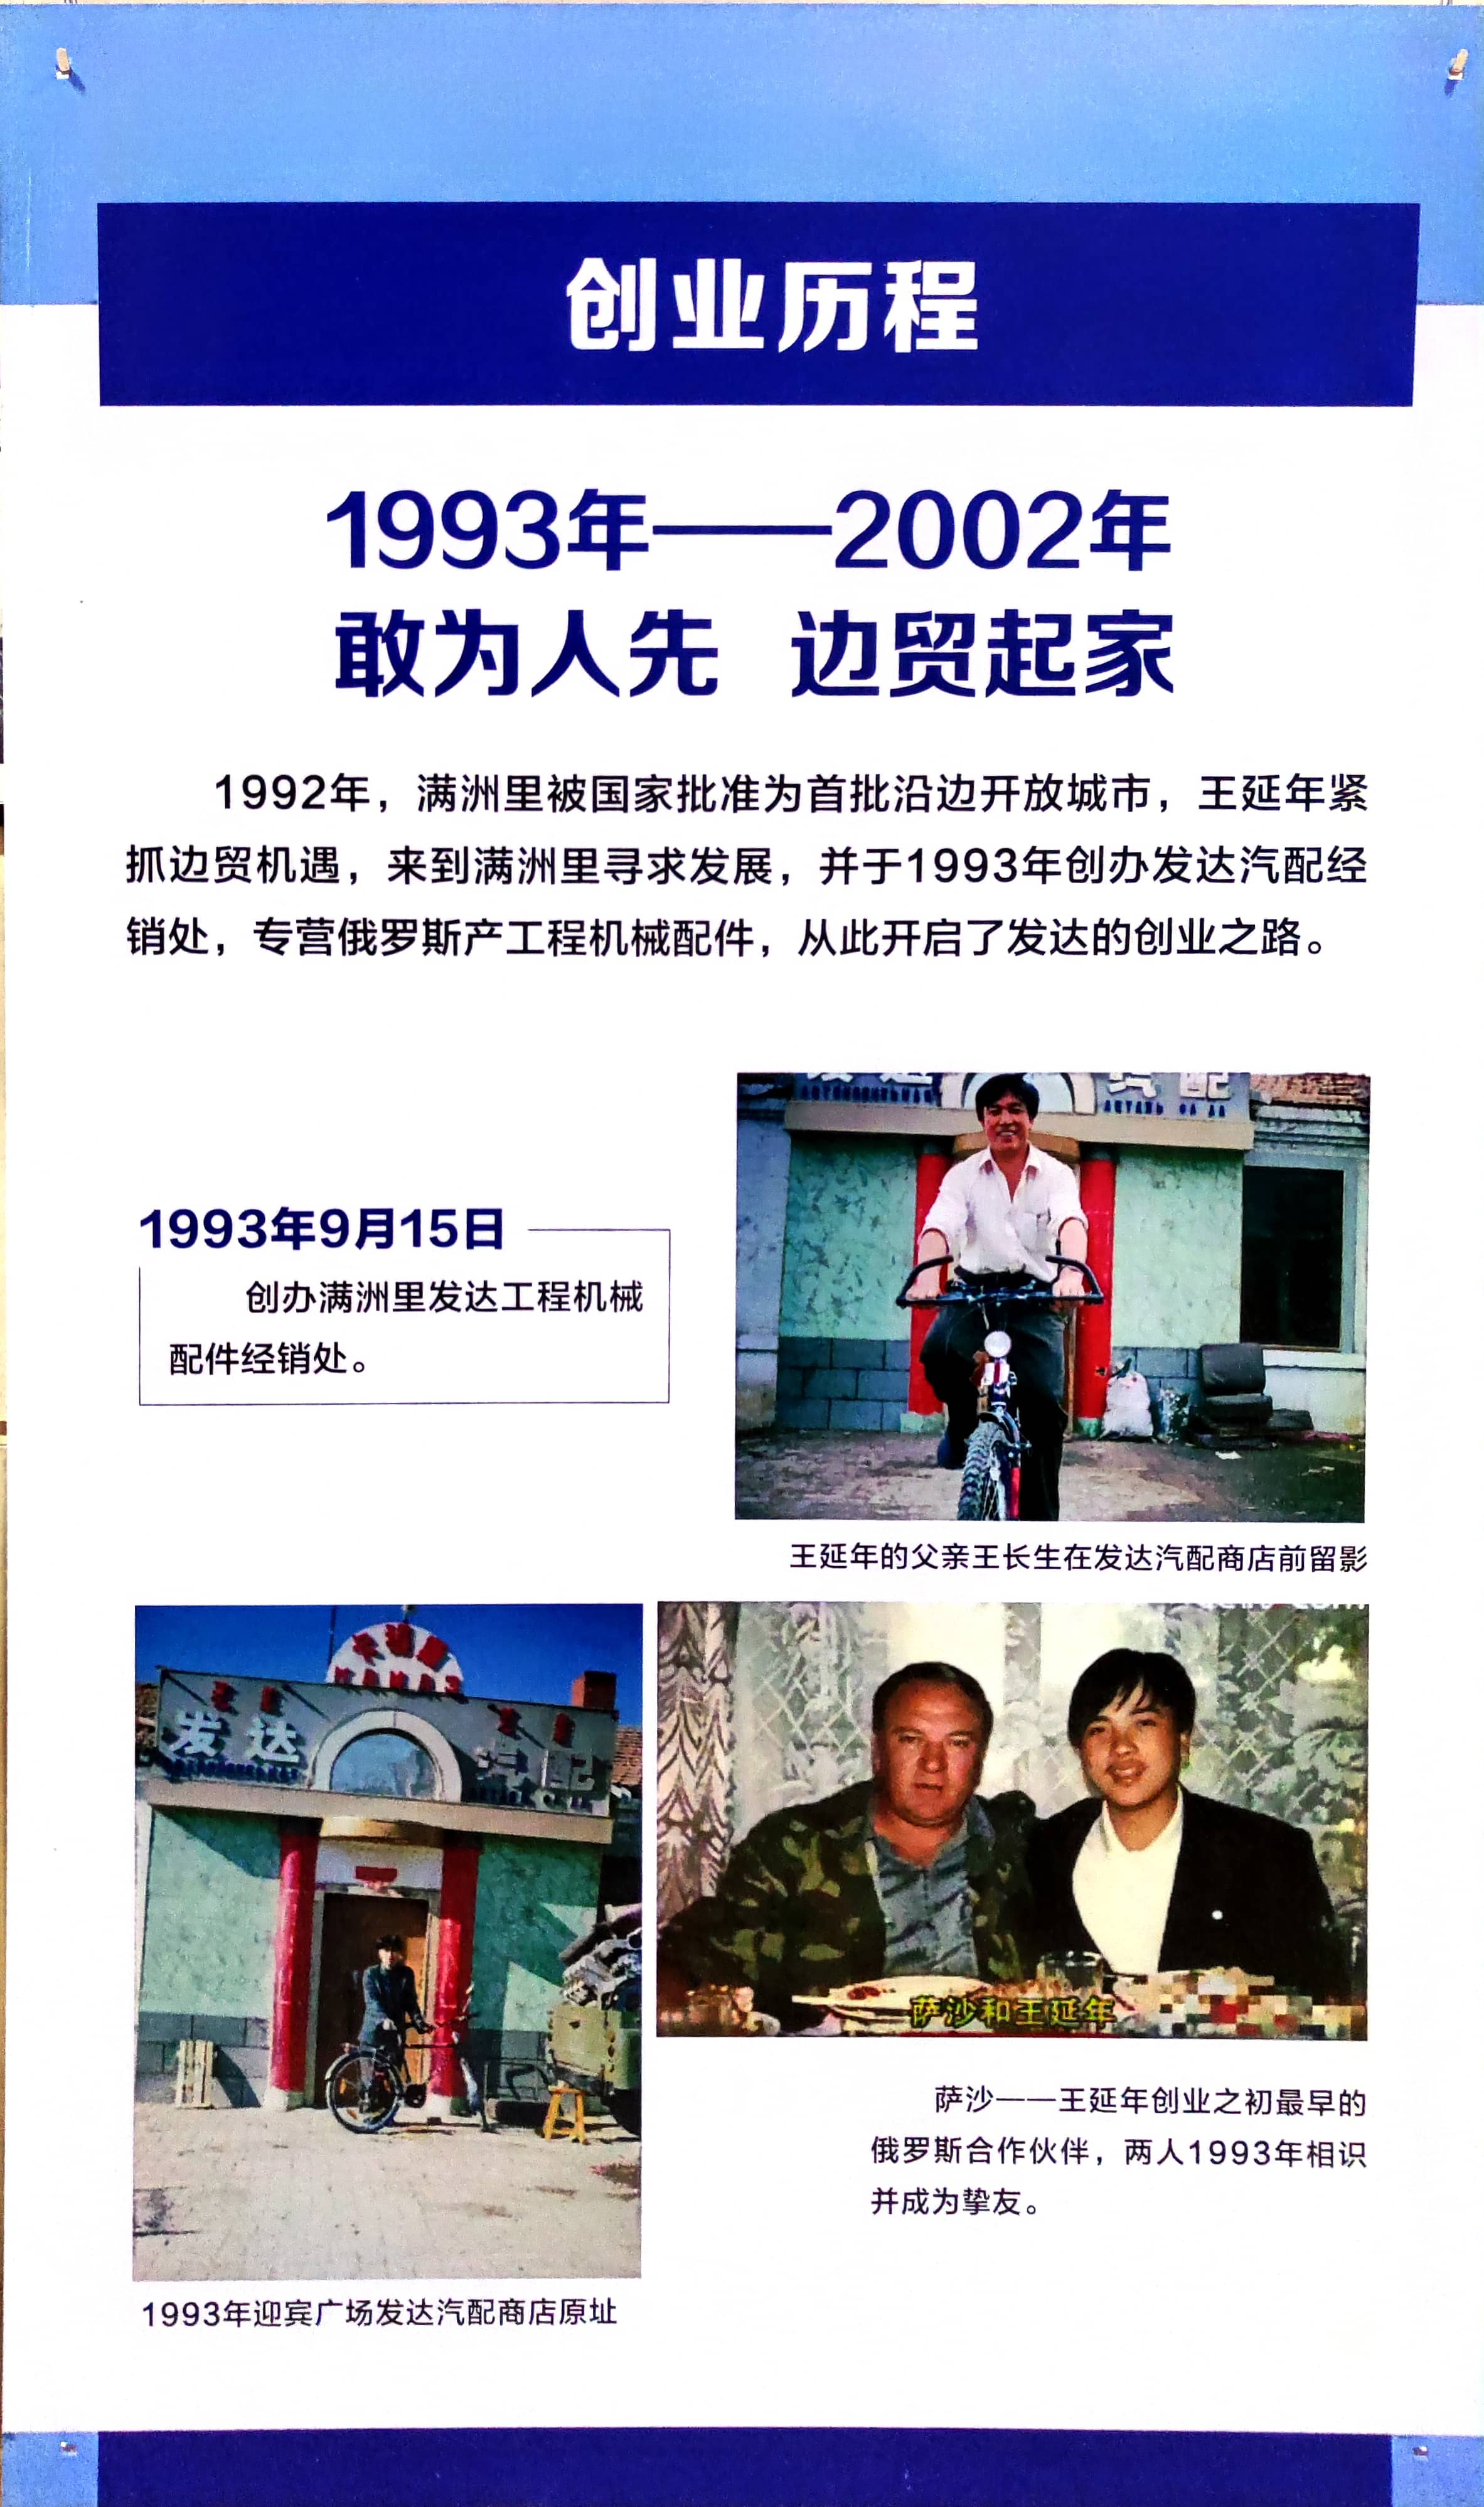 创业历程
1993年——2002年
敢为人先 边贸起家
1992年，满洲里被国家批准为首批沿边开放城市，王延年紧
抓边贸机遇，来到满洲里寻求发展，并于1993年创办发达汽配经
销处，专营俄罗斯产工程机械配件，从此开启了发达的创业之路。
1993年9月15日
创办满洲里发达工程机械
配件经销处。
王延年的父亲王长生在发达汽配商店前留影
发达
汽配
萨沙和王延年
萨沙——王延年创业之初最早的
俄罗斯合作伙伴，两人1993年相识
并成为挚友。
1993年迎宾广场发达汽配商店原址